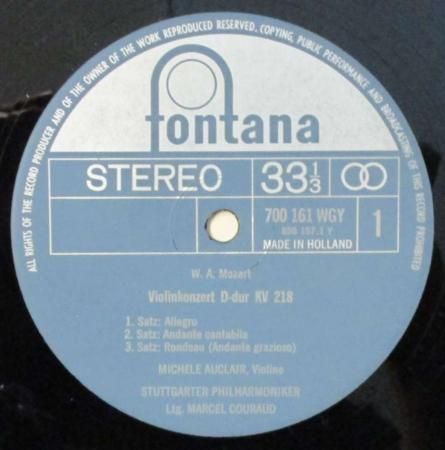 ALL RIGHTS OF THE RECORD PRODUCER AND OF THE OWNER OF THE WORK REPRODUCED RESERVED. COPYING, PUBLIC PERFORMANCE AND BROADCASTING OF THIS RECORD PROHIBITED
fontana
STEREO 33 1/3
700 161 WGY 1
MADE IN HOLLAND
W. A. Mozart
Violinkonzert D-dur KV 218
1. Satz: Allegro
2. Satz: Andante cantabile
3. Satz: Rondeau (Andante grazioso)
MICHELE AUCLAIR, Violine
STUTTGARTER PHILHARMONIKER
Ltg. MARCEL COURAUD